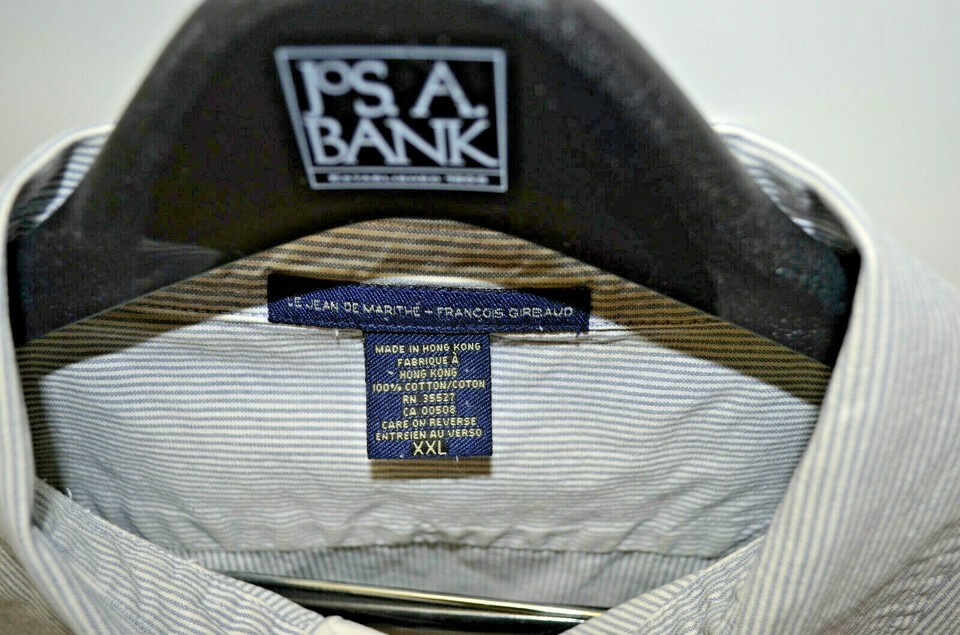 JOS. A.
BANK
LE JEAN DE MARITHÉ + FRANCOIS GIRBAUD
MADE IN HONG KONG
FABRIQUE À
HONG KONG
100% COTTON/COTON
RN 35527
CA 00508
CARE ON REVERSE
ENTREIEN AU VERSO
XXL